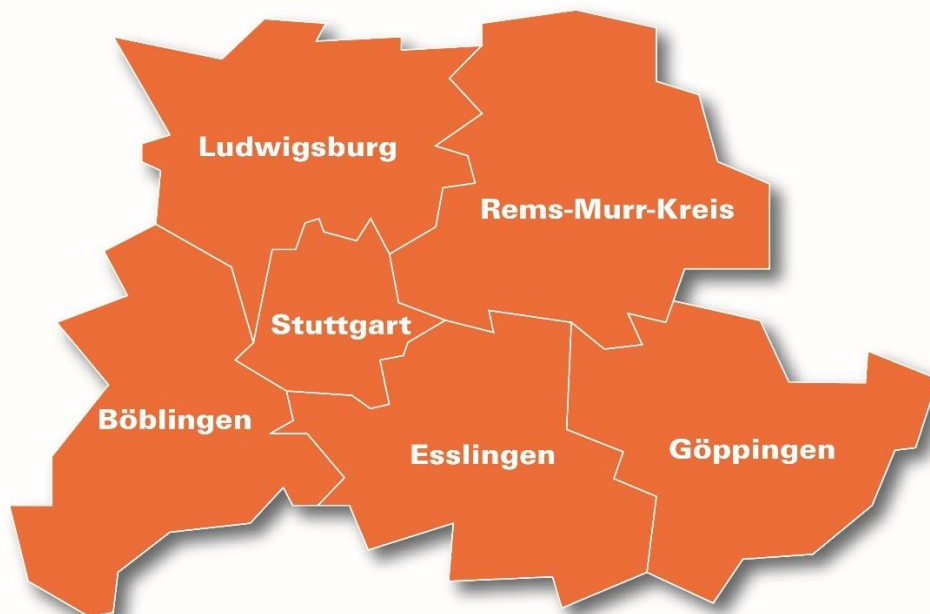 Ludwigsburg
Rems-Murr-Kreis
Stuttgart
Böblingen
Esslingen
Göppingen